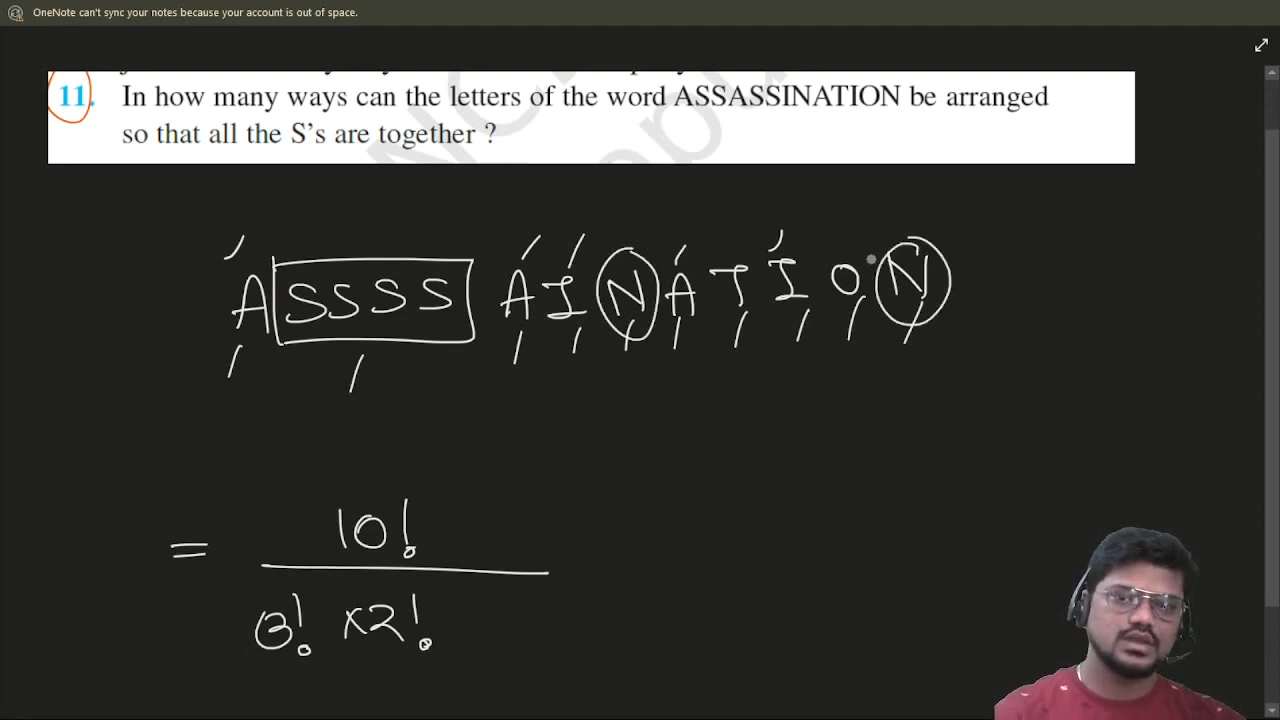 OneNote can't sync your notes because your account is out of space.
11. In how many ways can the letters of the word ASSASSINATION be arranged
so that all the S's are together ?
A SSSS A I N A T I O N
= 10!
3! x2!